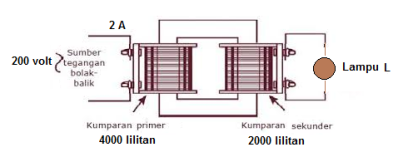 2 A
200 volt
Sumber
tegangan
bolak-
balik
Lampu L
Kumparan primer
4000 lilitan
Kumparan sekunder
2000 lilitan